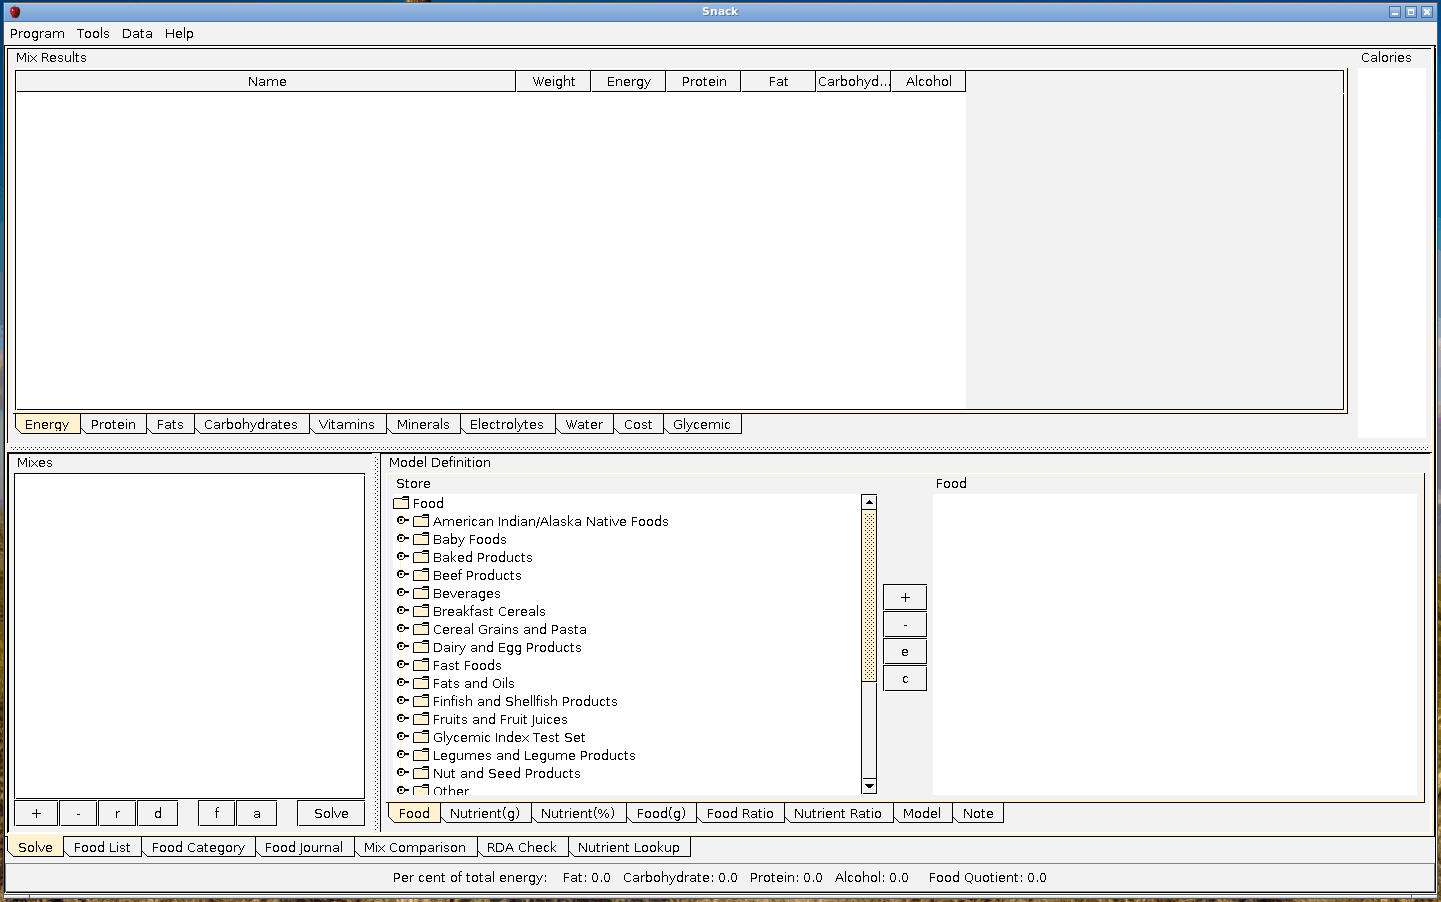 Snack
Program Tools Data Help
Mix Results
Calories
Name Weight Energy Protein Fat Carbohyd... Alcohol
Energy Protein Fats Carbohydrates Vitamins Minerals Electrolytes Water Cost Glycemic
Mixes
Model Definition
Store
Food
Food
American Indian/Alaska Native Foods
Baby Foods
Baked Products
Beef Products
Beverages
Breakfast Cereals
Cereal Grains and Pasta
Dairy and Egg Products
Fast Foods
Fats and Oils
Finfish and Shellfish Products
Fruits and Fruit Juices
Glycemic Index Test Set
Legumes and Legume Products
Nut and Seed Products
Other
+
-
e
c
+ - r d f a Solve
Food Nutrient(g) Nutrient(%) Food(g) Food Ratio Nutrient Ratio Model Note
Solve Food List Food Category Food Journal Mix Comparison RDA Check Nutrient Lookup
Per cent of total energy: Fat: 0.0 Carbohydrate: 0.0 Protein: 0.0 Alcohol: 0.0 Food Quotient: 0.0